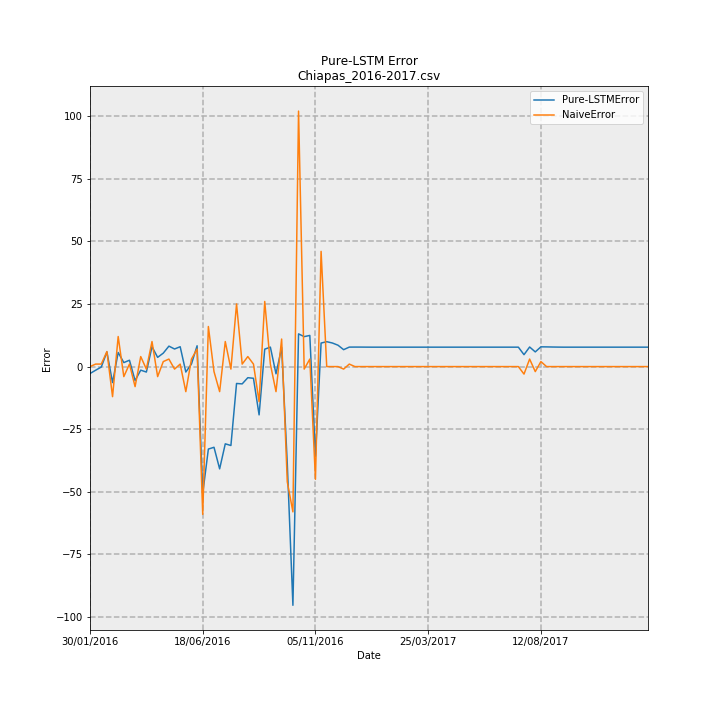 Pure-LSTM Error
Chiapas_2016-2017.csv
Pure-LSTMError
NaiveError
100
75
50
25
0
−25
−50
−75
−100
Error
30/01/2016 18/06/2016 05/11/2016 25/03/2017 12/08/2017
Date